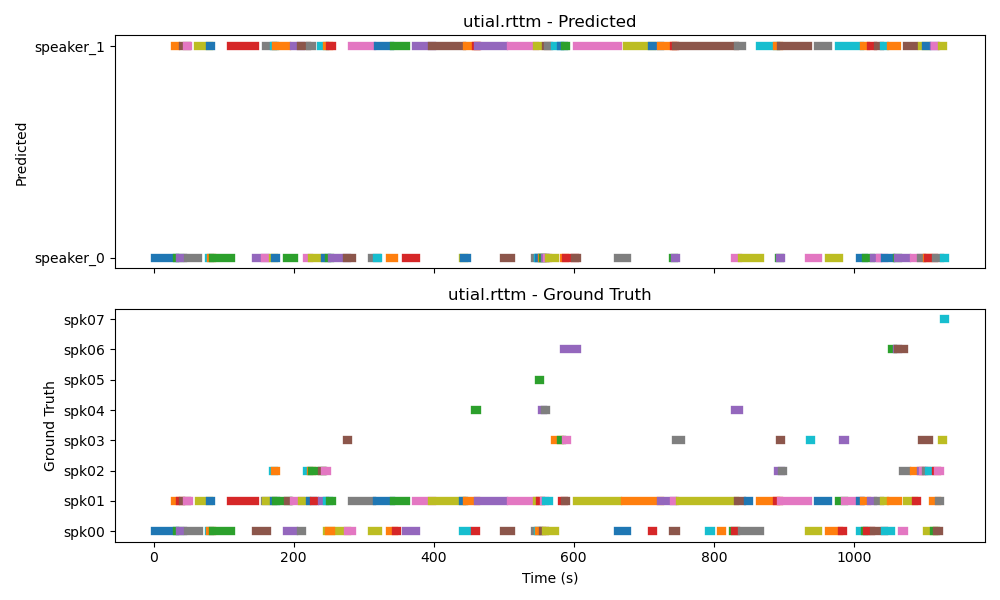 utial.rttm - Predicted
speaker_1
Predicted
speaker_0
utial.rttm - Ground Truth
spk07
spk06
spk05
spk04
Ground Truth
spk03
spk02
spk01
spk00
0 200 400 600 800 1000
Time (s)